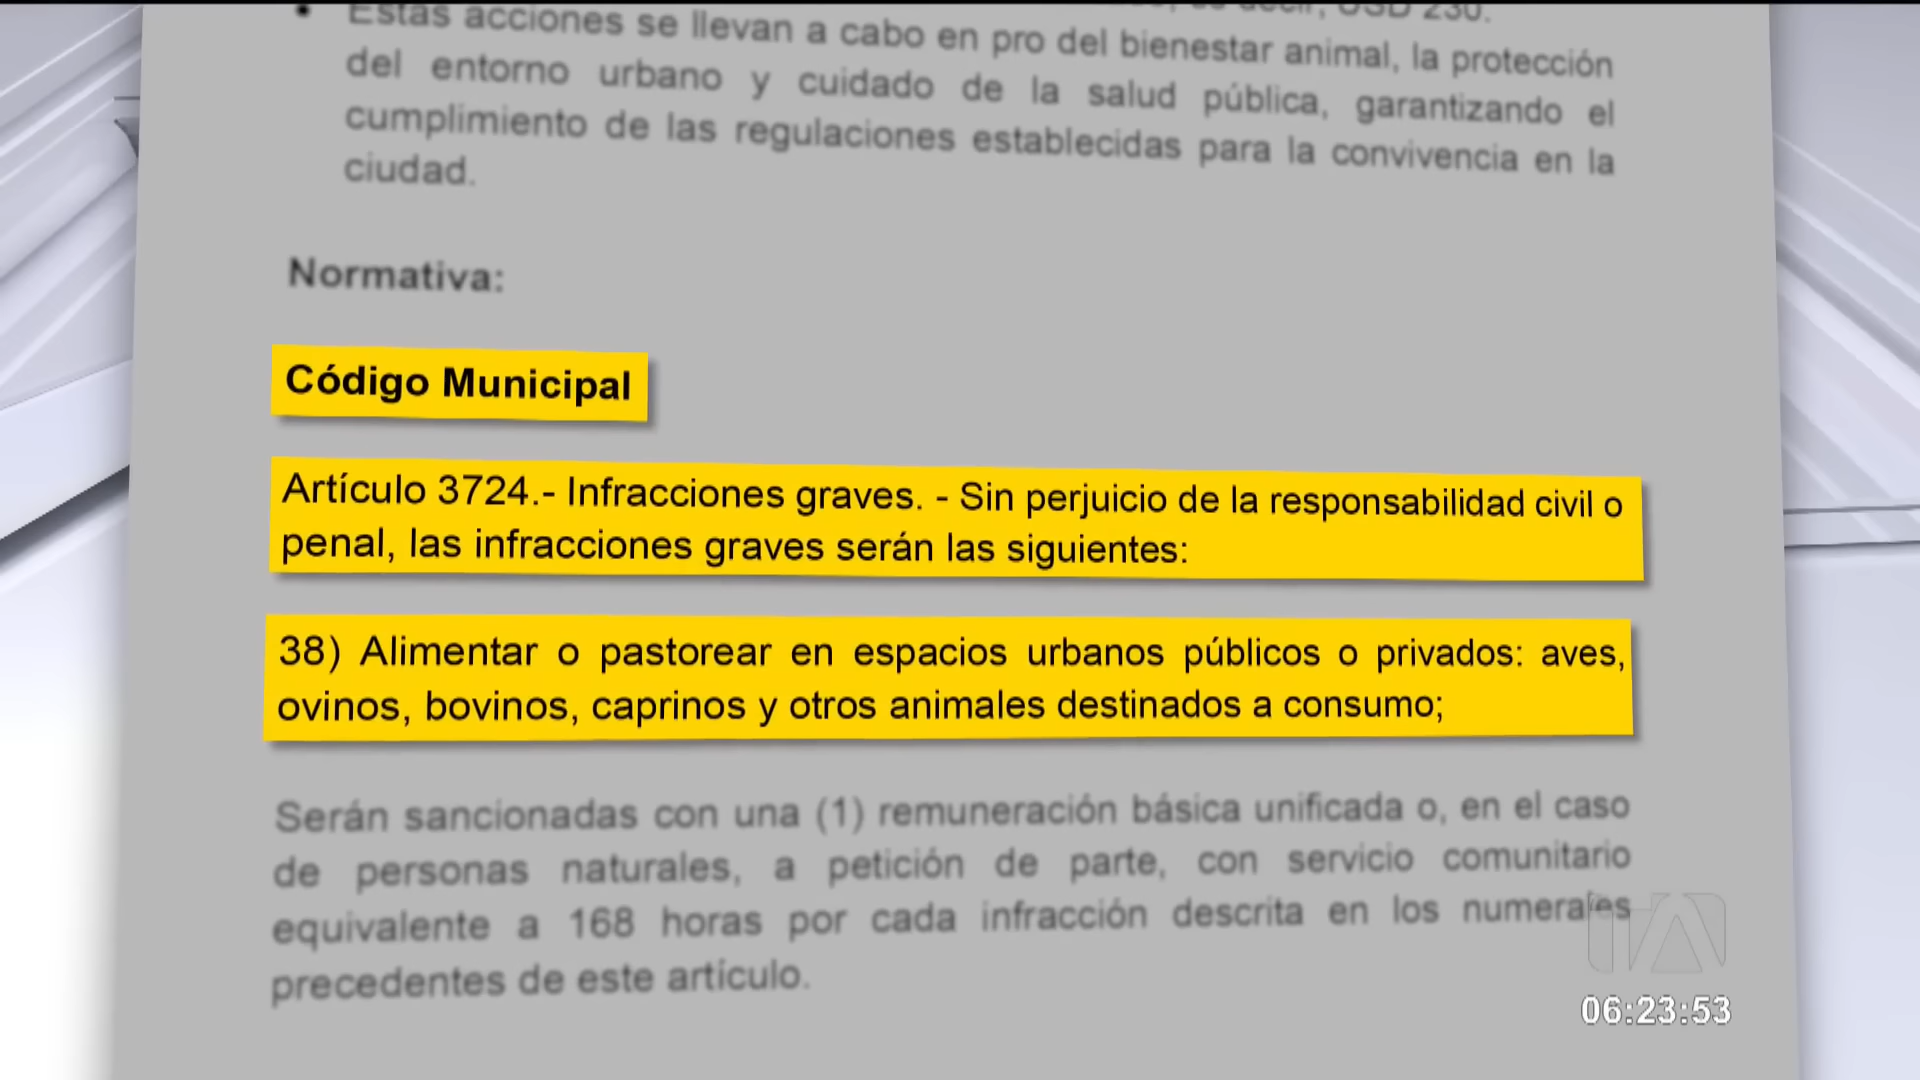 es decir, USD 230.
Estas acciones se llevan a cabo en pro del bienestar animal, la protección
del entorno urbano y cuidado de la salud pública, garantizando el
cumplimiento de las regulaciones establecidas para la convivencia en la
ciudad.
Normativa:
Código Municipal
Artículo 3724.- Infracciones graves. - Sin perjuicio de la responsabilidad civil o
penal, las infracciones graves serán las siguientes:
38) Alimentar o pastorear en espacios urbanos públicos o privados: aves,
ovinos, bovinos, caprinos y otros animales destinados a consumo;
Serán sancionadas con una (1) remuneración básica unificada o, en el caso
de personas naturales, a petición de parte, con servicio comunitario
equivalente a 168 horas por cada infracción descrita en los numerales
precedentes de este artículo.
06:23:53